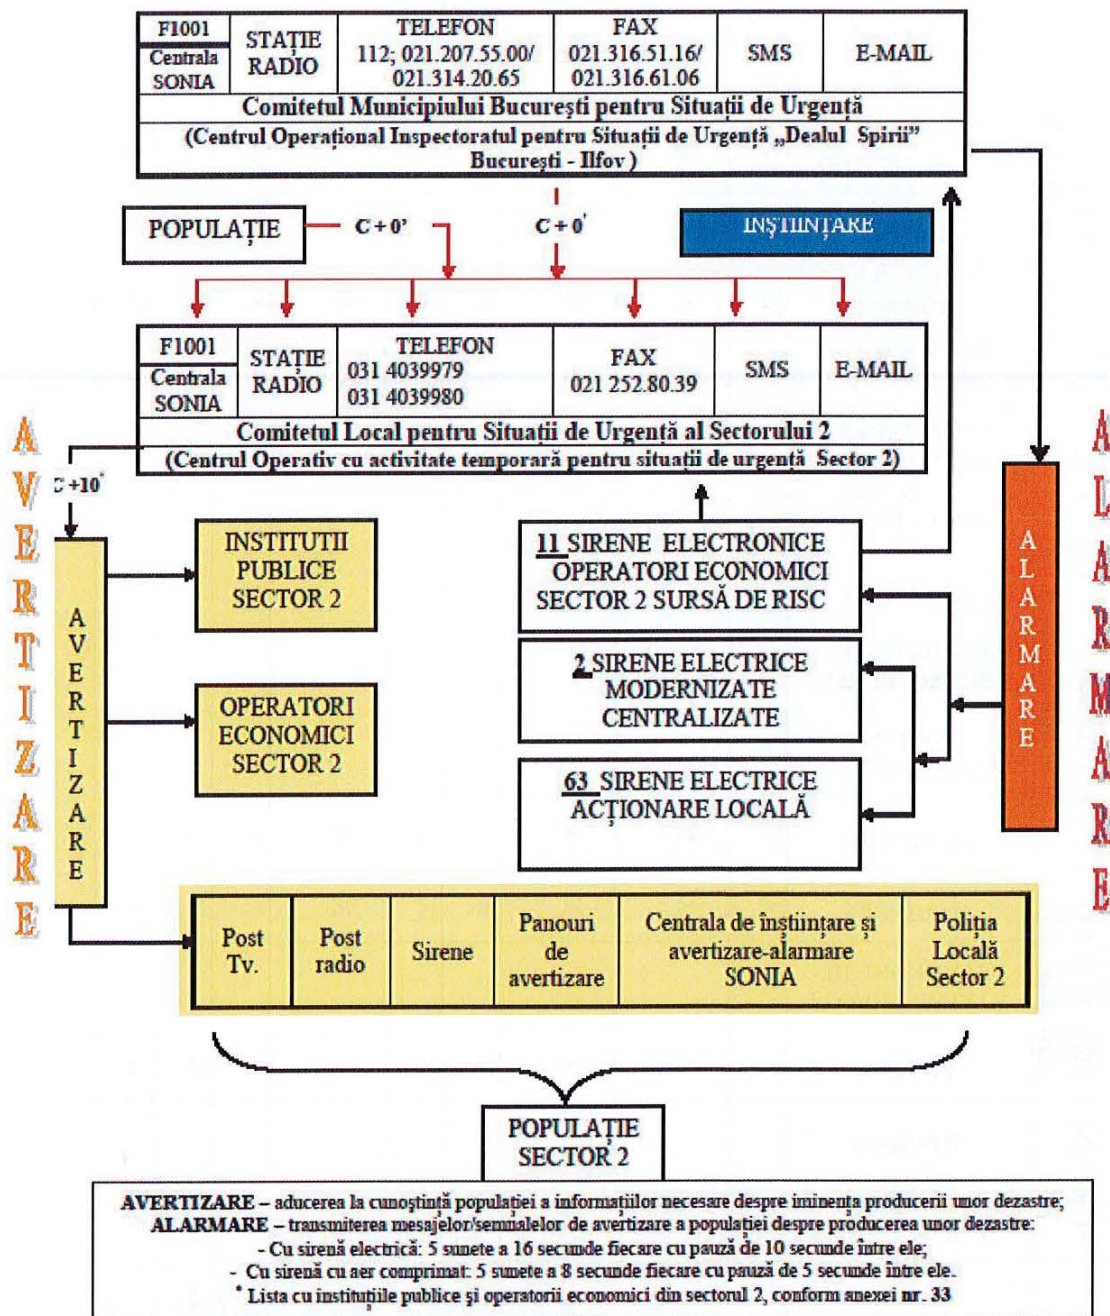 F1001
Centrala
SONIA
STAȚIE
RADIO
TELEFON
112; 021.207.55.00/
021.314.20.65
FAX
021.316.51.16/
021.316.61.06
SMS
E-MAIL
Comitetul Municipiului București pentru Situații de Urgență
(Centrul Operațional Inspectoratul pentru Situații de Urgență „Dealul Spirii”
București - Ilfov )
POPULAȚIE
C + 0’
C + 0'
ÎNȘTIINȚARE
F1001
Centrala
SONIA
STAȚIE
RADIO
TELEFON
031 4039979
031 4039980
FAX
021 252.80.39
SMS
E-MAIL
Comitetul Local pentru Situații de Urgență al Sectorului 2
(Centrul Operativ cu activitate temporară pentru situații de urgență Sector 2)
AVERTIZARE
C +10'
AVERTIZARE
INSTITUTII
PUBLICE
SECTOR 2
OPERATORI
ECONOMICI
SECTOR 2
11 SIRENE ELECTRONICE
OPERATORI ECONOMICI
SECTOR 2 SURSĂ DE RISC
2 SIRENE ELECTRICE
MODERNIZATE
CENTRALIZATE
63 SIRENE ELECTRICE
ACȚIONARE LOCALĂ
ALARMARE
ALARMARE
Post
Tv.
Post
radio
Sirene
Panouri
de
avertizare
Centrala de înștiințare și
avertizare-alarmare
SONIA
Poliția
Locală
Sector 2
POPULAȚIE
SECTOR 2
AVERTIZARE – aducerea la cunoștință populației a informațiilor necesare despre iminența producerii unor dezastre;
ALARMARE – transmiterea mesajelor/semnalelor de avertizare a populației despre producerea unor dezastre:
- Cu sirenă electrică: 5 sunete a 16 secunde fiecare cu pauză de 10 secunde între ele;
- Cu sirenă cu aer comprimat: 5 sunete a 8 secunde fiecare cu pauză de 5 secunde între ele.
* Lista cu instituțiile publice și operatorii economici din sectorul 2, conform anexei nr. 33